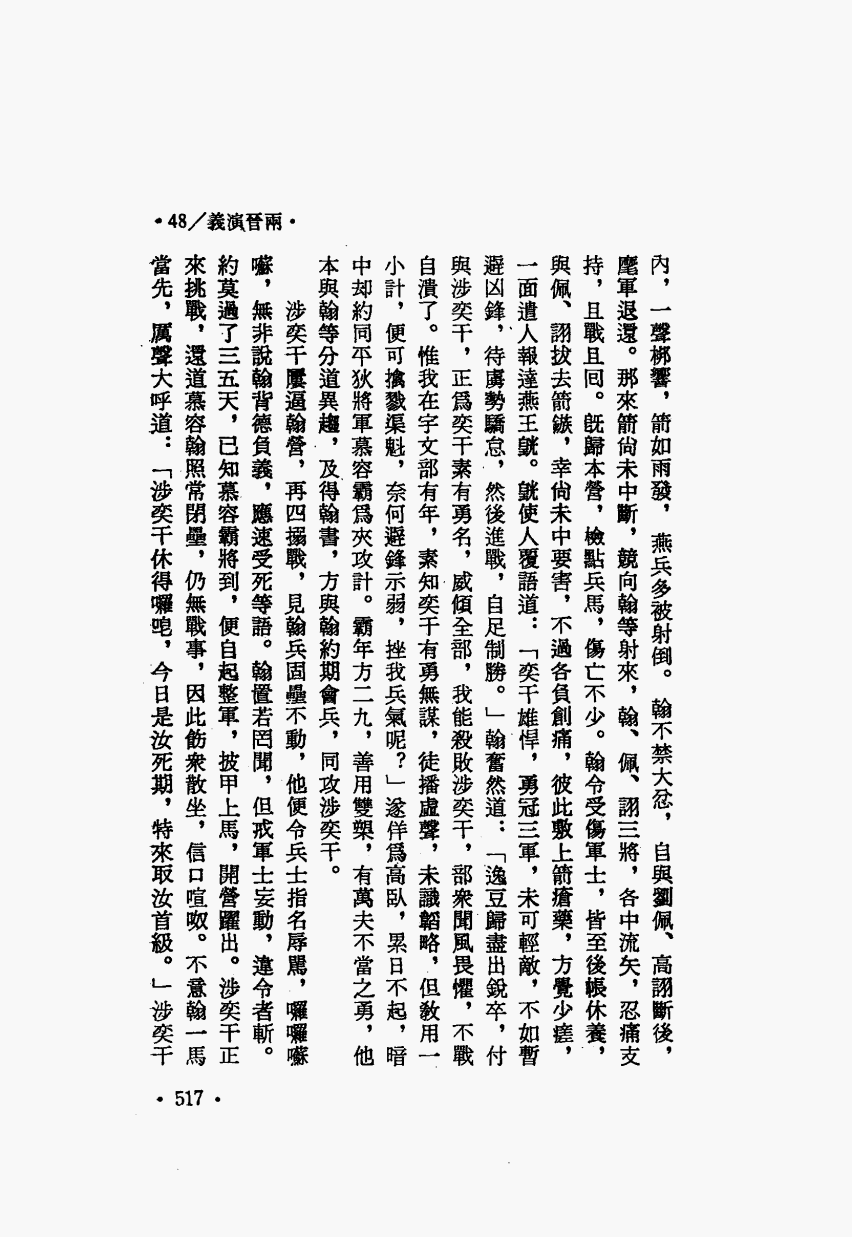 •48／義演晉兩•
內，一聲梆響，箭如雨發，燕兵多被射倒。翰不禁大忿，自與劉佩、高詡斷後，
麾軍退還。那來箭尙未中斷，競向翰等射來，翰、佩、詡三將，各中流矢，忍痛支
持，且戰且囘。旣歸本營，檢點兵馬，傷亡不少。翰令受傷軍士，皆至後帳休養，
與佩、詡拔去箭鏃，幸尙未中要害，不過各負創痛，彼此敷上箭瘡藥，方覺少瘥，
一面遣人報達燕王皝。皝使人覆語道：「奕干雄悍，勇冠三軍，未可輕敵，不如暫
避凶鋒，待虜勢驕怠，然後進戰，自足制勝。」翰奮然道：「逸豆歸盡出銳卒，付
與涉奕干，正爲奕干素有勇名，威傾全部，我能殺敗涉奕干，部衆聞風畏懼，不戰
自潰了。惟我在宇文部有年，素知奕干有勇無謀，徒播虛聲，未識韜略，但敎用一
小計，便可擒戮渠魁，奈何避鋒示弱，挫我兵氣呢？」遂佯爲高臥，累日不起，暗
中却約同平狄將軍慕容霸爲夾攻計。霸年方二九，善用雙槊，有萬夫不當之勇，他
本與翰等分道異趨，及得翰書，方與翰約期會兵，同攻涉奕干。
涉奕干屢逼翰營，再四搦戰，見翰兵固壘不動，他便令兵士指名辱駡，囉囉囌
囌，無非說翰背德負義，應速受死等語。翰置若罔聞，但戒軍士妄動，違令者斬。
約莫過了三五天，已知慕容霸將到，便自起整軍，披甲上馬，開營躍出。涉奕干正
來挑戰，還道慕容翰照常閉壘，仍無戰事，因此飭衆散坐，信口喧呶。不意翰一馬
當先，厲聲大呼道：「涉奕干休得囉唣，今日是汝死期，特來取汝首級。」涉奕干
•517•